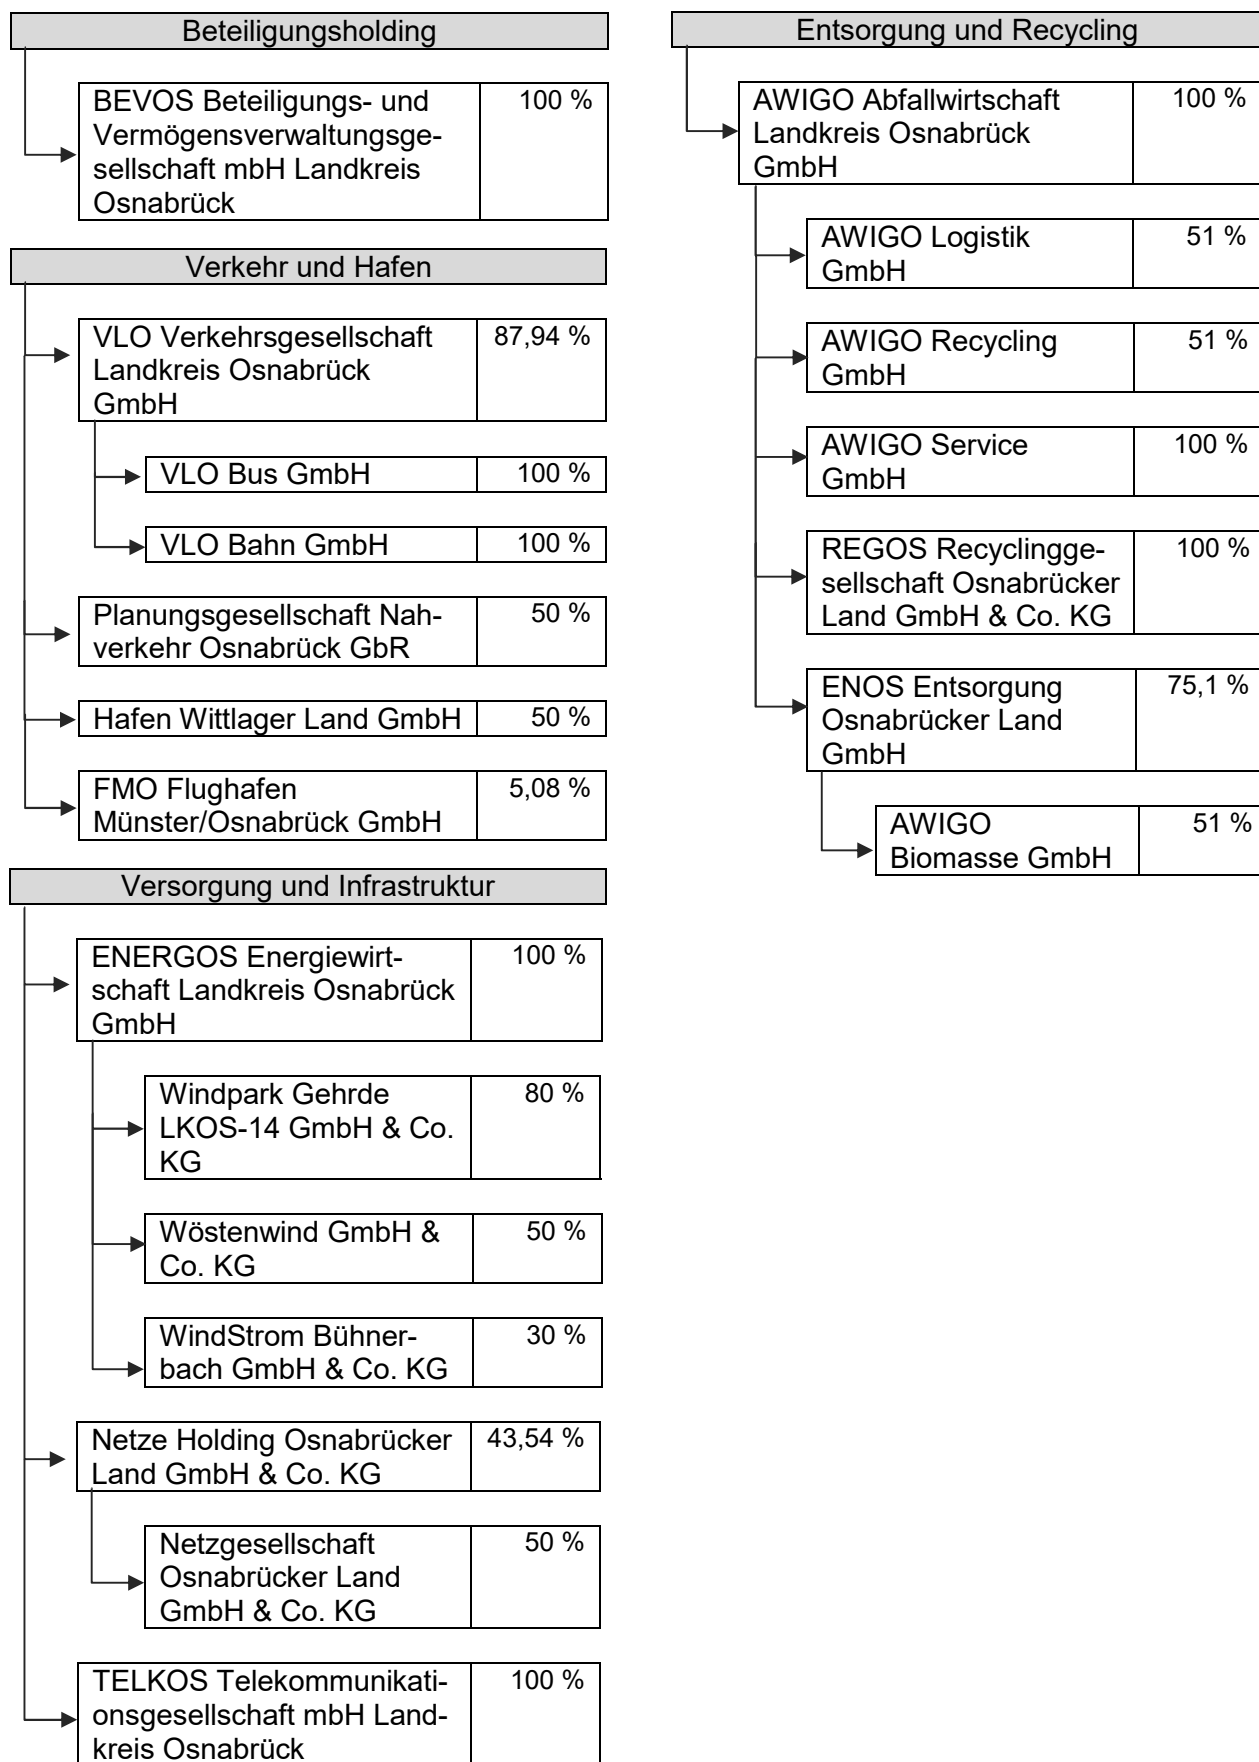 Beteiligungsholding
BEVOS Beteiligungs- und
Vermögensverwaltungsge-
sellschaft mbH Landkreis
Osnabrück
100 %
Verkehr und Hafen
VLO Verkehrsgesellschaft
Landkreis Osnabrück
GmbH
87,94 %
VLO Bus GmbH
100 %
VLO Bahn GmbH
100 %
Planungsgesellschaft Nah-
verkehr Osnabrück GbR
50 %
Hafen Wittlager Land GmbH
50 %
FMO Flughafen
Münster/Osnabrück GmbH
5,08 %
Versorgung und Infrastruktur
ENERGOS Energiewirt-
schaft Landkreis Osnabrück
GmbH
100 %
Windpark Gehrde
LKOS-14 GmbH & Co.
KG
80 %
Wöstenwind GmbH &
Co. KG
50 %
WindStrom Bühner-
bach GmbH & Co. KG
30 %
Netze Holding Osnabrücker
Land GmbH & Co. KG
43,54 %
Netzgesellschaft
Osnabrücker Land
GmbH & Co. KG
50 %
TELKOS Telekommunikati-
onsgesellschaft mbH Land-
kreis Osnabrück
100 %
Entsorgung und Recycling
AWIGO Abfallwirtschaft
Landkreis Osnabrück
GmbH
100 %
AWIGO Logistik
GmbH
51 %
AWIGO Recycling
GmbH
51 %
AWIGO Service
GmbH
100 %
REGOS Recyclingge-
sellschaft Osnabrücker
Land GmbH & Co. KG
100 %
ENOS Entsorgung
Osnabrücker Land
GmbH
75,1 %
AWIGO
Biomasse GmbH
51 %